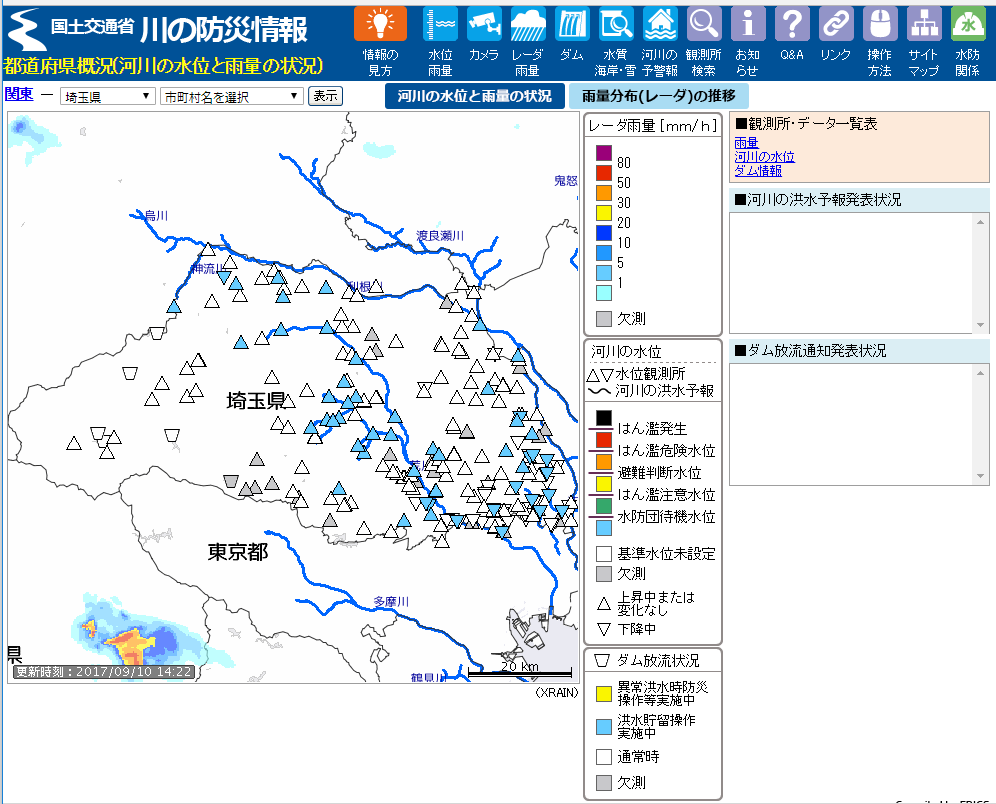 国土交通省 川の防災情報
都道府県概況(河川の水位と雨量の状況)
情報の
見方
水位
雨量
カメラ
レーダ
雨量
ダム
水質
海岸・雪
河川の
予警報
観測所
検索
お知
らせ
Q&A
リンク
操作
方法
サイト
マップ
水防
関係
関東 ー 埼玉県 市町村名を選択 表示
河川の水位と雨量の状況 雨量分布(レーダ)の推移
鬼怒
烏川
渡良瀬川
神流川
利根川
埼玉県
東京都
多摩川
県
鶴見川
更新時刻:2017/09/10 14:22
20 km
(XRAIN)
レーダ雨量 [mm/h]
80
50
30
20
10
5
1
欠測
河川の水位
水位観測所
河川の洪水予報
はん濫発生
はん濫危険水位
避難判断水位
はん濫注意水位
水防団待機水位
基準水位未設定
欠測
上昇中または
変化なし
下降中
ダム放流状況
異常洪水時防災
操作等実施中
洪水貯留操作
実施中
通常時
欠測
■観測所・データ一覧表
雨量
河川の水位
ダム情報
■河川の洪水予報発表状況
■ダム放流通知発表状況